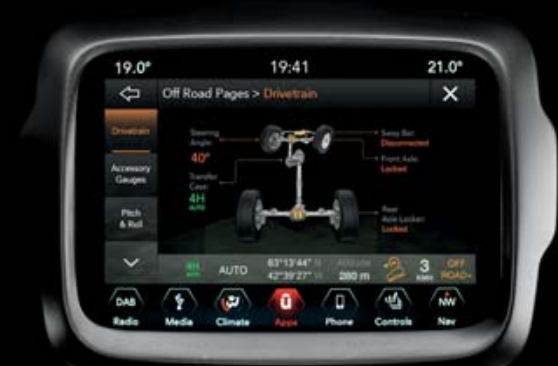 19.0° 19:41 21.0°
Off Road Pages > Drivetrain X
Drivetrain
Accessory
Gauges
Pitch
& Roll
Steering
Angle:
40°
Transfer
Case:
4H
AUTO
Sway Bar:
Disconnected
Front Axle:
Locked
Rear
Axle Locker:
Locked
AUTO
63°13'44" N
42°39'27" W
Altitude
280 m
3
OFF
ROAD+
DAB NW
Radio Media Climate Apps Phone Controls Nav